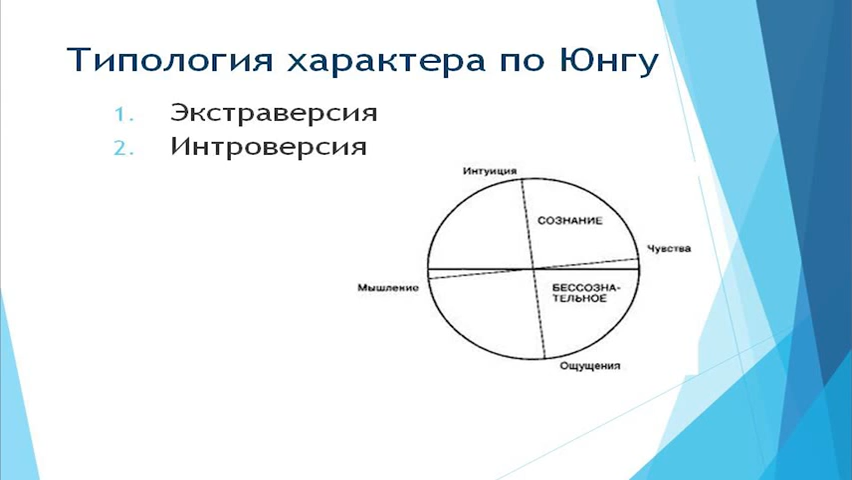 Типология характера по Юнгу
1. Экстраверсия
2. Интроверсия
Интуиция
СОЗНАНИЕ
Чувства
Мышление
БЕССОЗНА-
ТЕЛЬНОЕ
Ощущения